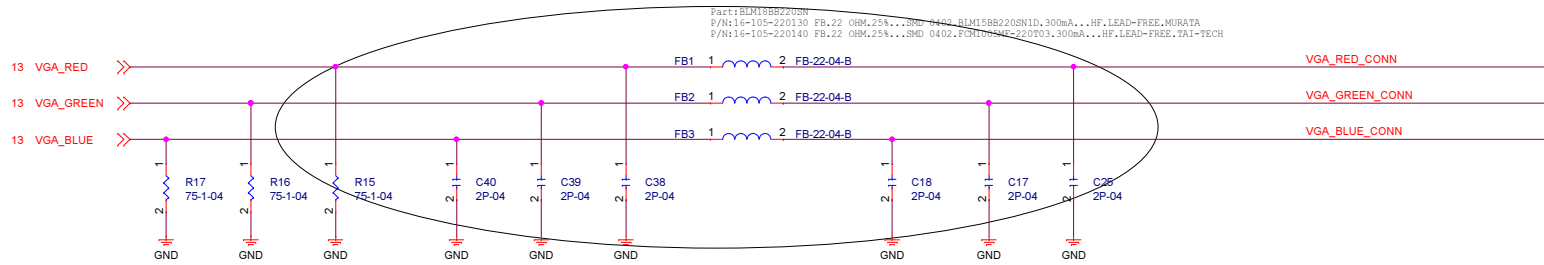 Part:BLM18BB220SN
P/N:16-105-220130 FB.22 OHM.25%...SMD 0402.BLM15BB220SN1D.300mA...HF.LEAD-FREE.MURATA
P/N:16-105-220140 FB.22 OHM.25%...SMD 0402.FCM1005MF-220T03.300mA...HF.LEAD-FREE.TAI-TECH
13 VGA_RED FB1 1 2 FB-22-04-B VGA_RED_CONN
13 VGA_GREEN FB2 1 2 FB-22-04-B VGA_GREEN_CONN
13 VGA_BLUE FB3 1 2 FB-22-04-B VGA_BLUE_CONN
1 1 1 1 1 1 1 1 1
R17 R16 R15 C40 C39 C38 C18 C17 C25
75-1-04 75-1-04 75-1-04 2P-04 2P-04 2P-04 2P-04 2P-04 2P-04
2 2 2 2 2 2 2 2 2
GND GND GND GND GND GND GND GND GND